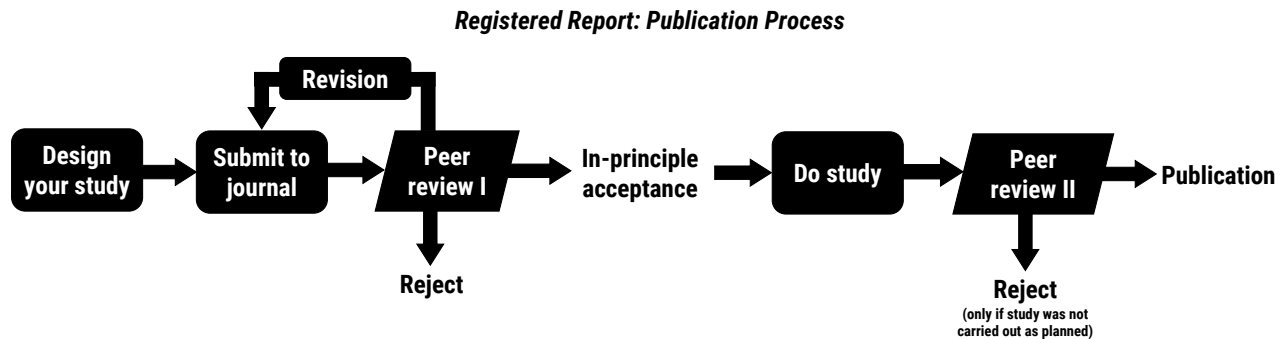 Registered Report: Publication Process
Revision
Design
your study
Submit to
journal
Peer
review I
In-principle
acceptance
Do study
Peer
review II
Publication
Reject
Reject
(only if study was not
carried out as planned)